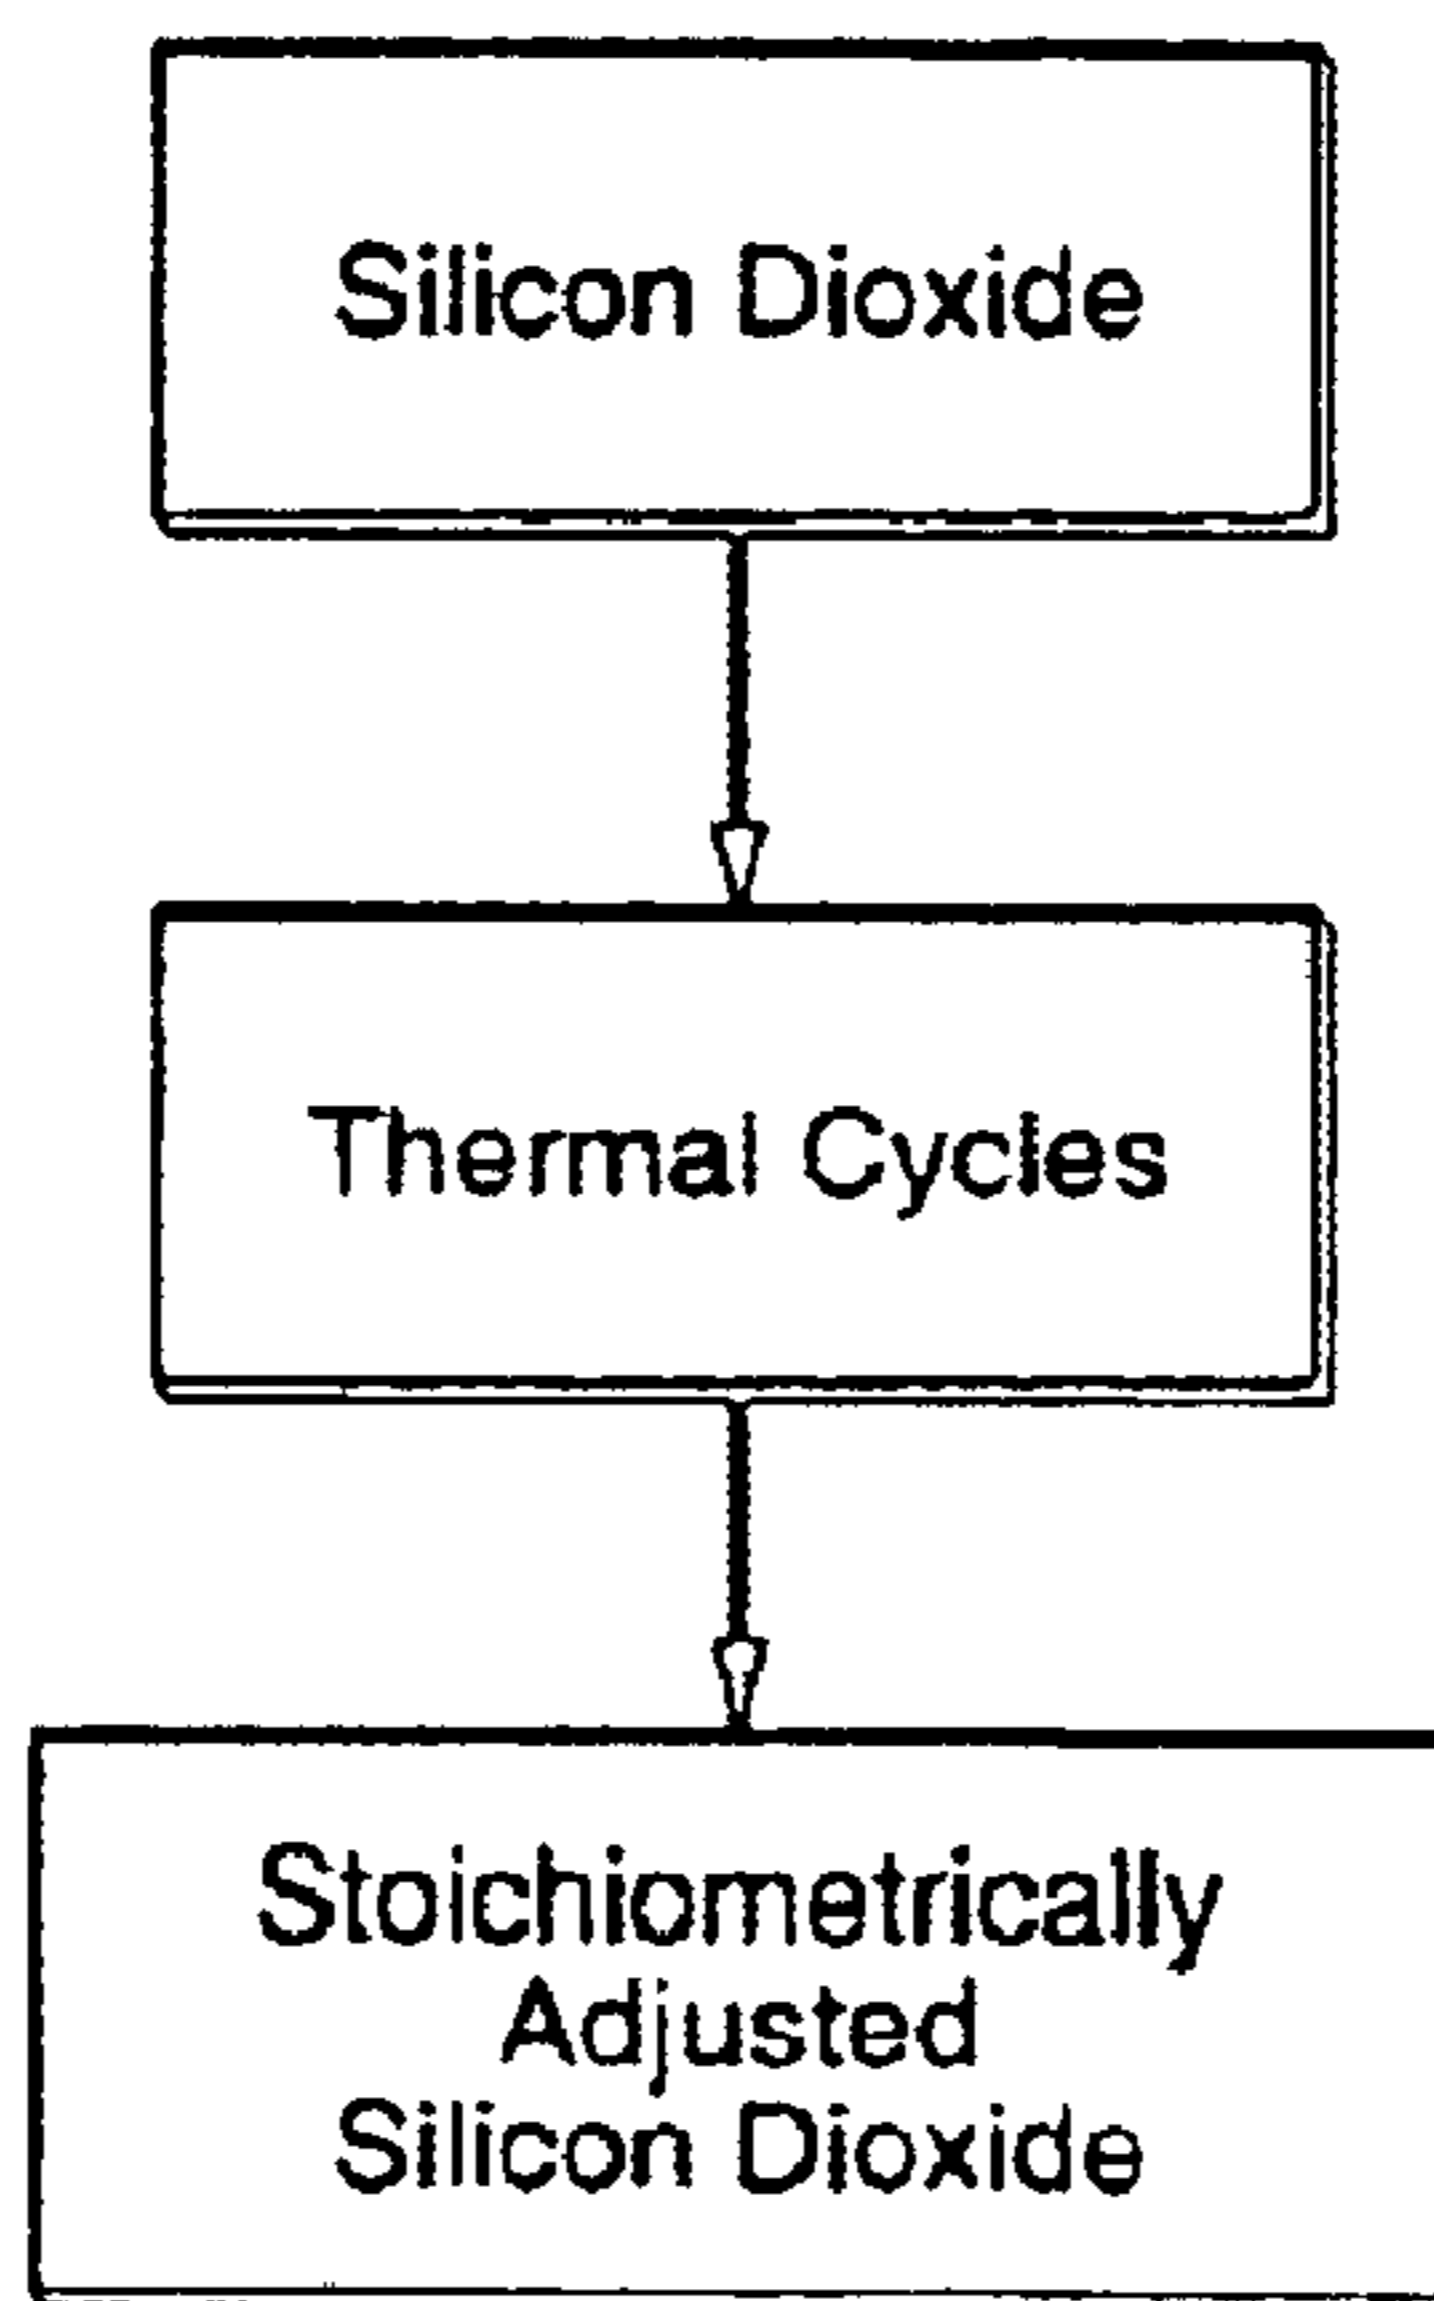 Silicon Dioxide
Thermal Cycles
Stoichiometrically
Adjusted
Silicon Dioxide